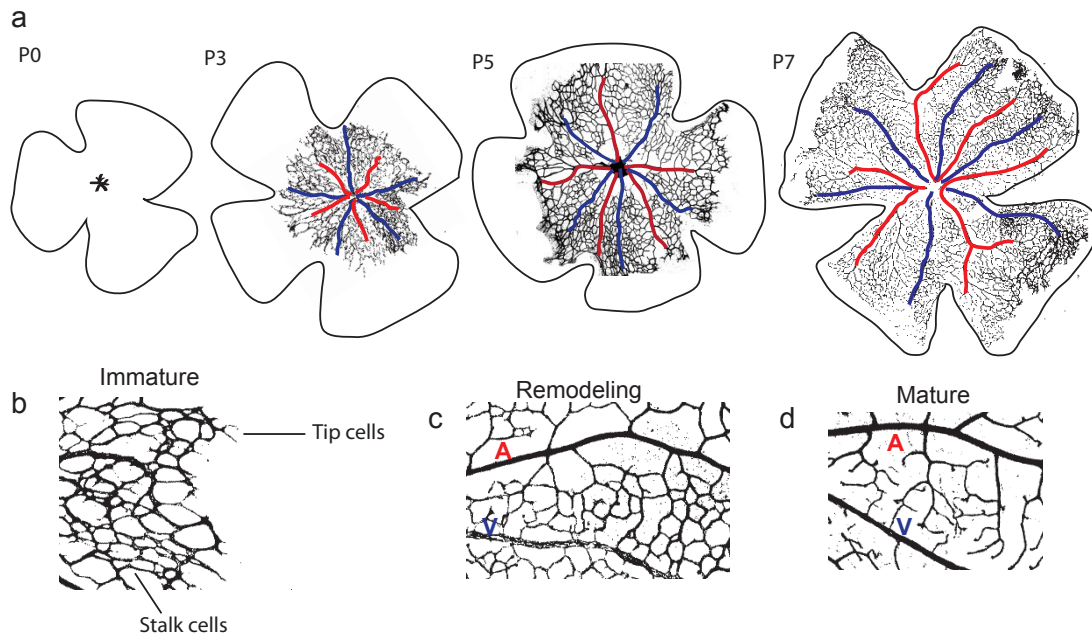 a
P0
P3
P5
P7
Immature
Remodeling
Mature
b
c
d
Tip cells
A
A
V
V
Stalk cells